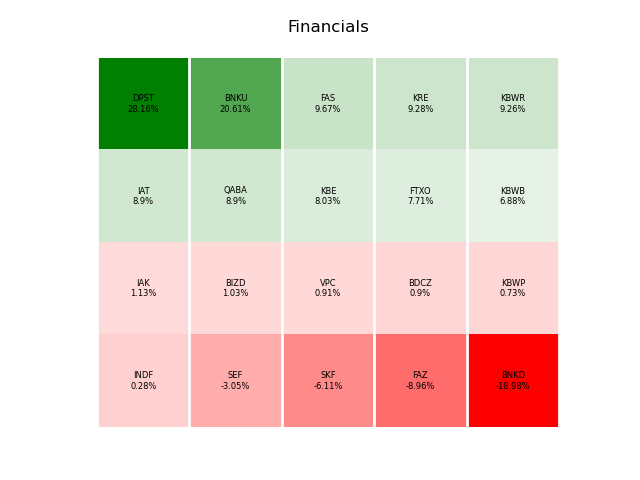 Financials
DPST
28.16%
BNKU
20.61%
FAS
9.67%
KRE
9.28%
KBWR
9.26%
IAT
8.9%
QABA
8.9%
KBE
8.03%
FTXO
7.71%
KBWB
6.88%
IAK
1.13%
BIZD
1.03%
VPC
0.91%
BDCZ
0.9%
KBWP
0.73%
INDF
0.28%
SEF
-3.05%
SKF
-6.11%
FAZ
-8.96%
BNKD
-18.98%